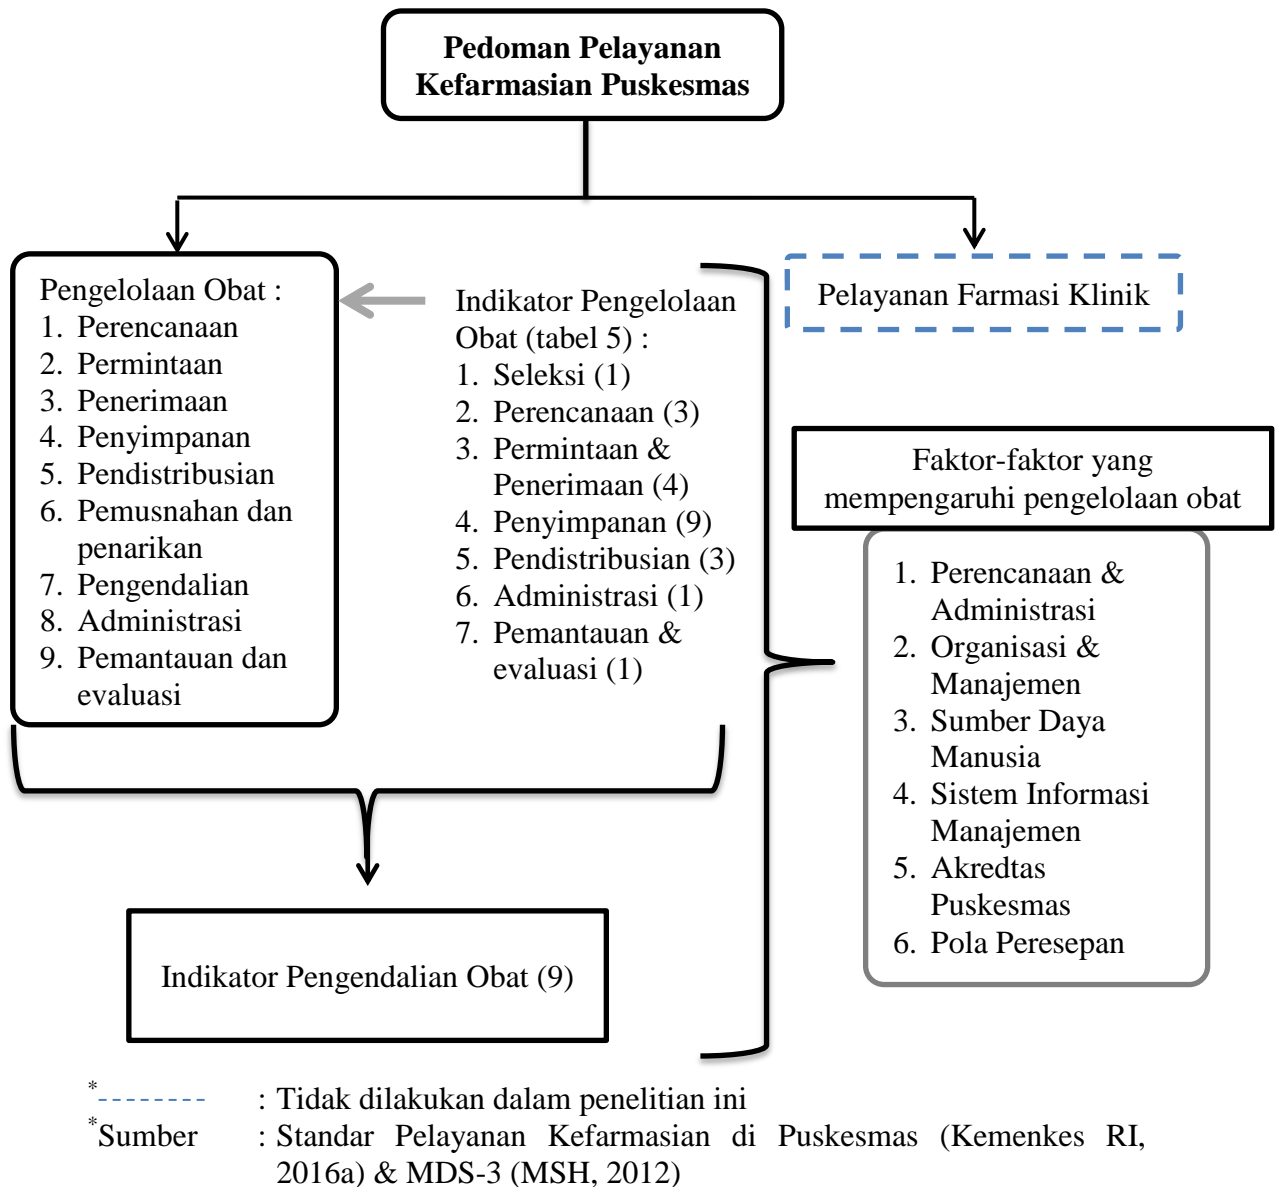 Pedoman Pelayanan
Kefarmasian Puskesmas
Pengelolaan Obat :
1. Perencanaan
2. Permintaan
3. Penerimaan
4. Penyimpanan
5. Pendistribusian
6. Pemusnahan dan
penarikan
7. Pengendalian
8. Administrasi
9. Pemantauan dan
evaluasi
Indikator Pengelolaan
Obat (tabel 5) :
1. Seleksi (1)
2. Perencanaan (3)
3. Permintaan &
Penerimaan (4)
4. Penyimpanan (9)
5. Pendistribusian (3)
6. Administrasi (1)
7. Pemantauan &
evaluasi (1)
Pelayanan Farmasi Klinik
Faktor-faktor yang
mempengaruhi pengelolaan obat
1. Perencanaan &
Administrasi
2. Organisasi &
Manajemen
3. Sumber Daya
Manusia
4. Sistem Informasi
Manajemen
5. Akredtas
Puskesmas
6. Pola Peresepan
Indikator Pengendalian Obat (9)
*--------- : Tidak dilakukan dalam penelitian ini
*Sumber : Standar Pelayanan Kefarmasian di Puskesmas (Kemenkes RI,
2016a) & MDS-3 (MSH, 2012)